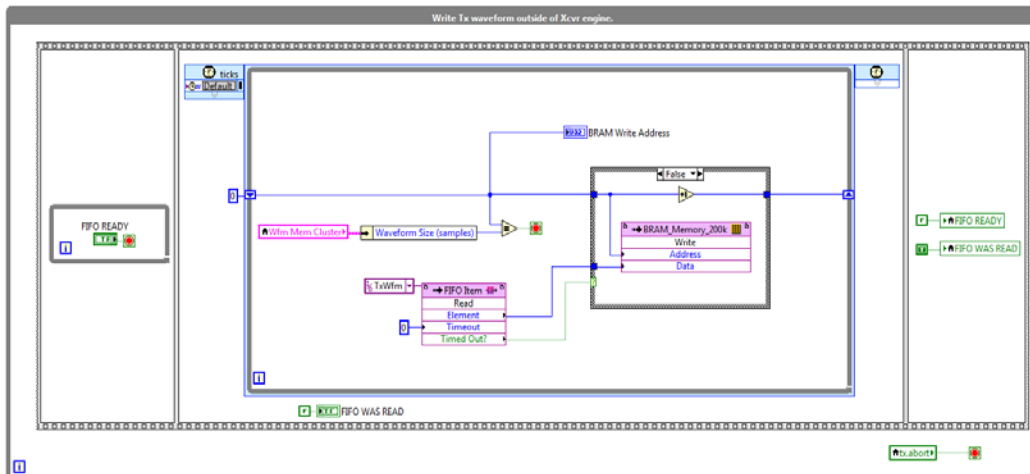 Write Tx waveform outside of Xcvr engine.
ticks
Default
BRAM Write Address
False
0
FIFO READY
TF
i
Wfm Mem Cluster
Waveform Size (samples)
=
BRAM_Memory_200k
Write
Address
Data
TxWfm
FIFO Item
Read
Element
0
Timeout
Timed Out?
?
F
FIFO READY
FIFO WAS READ
i
F
FIFO WAS READ
tx.abort
i